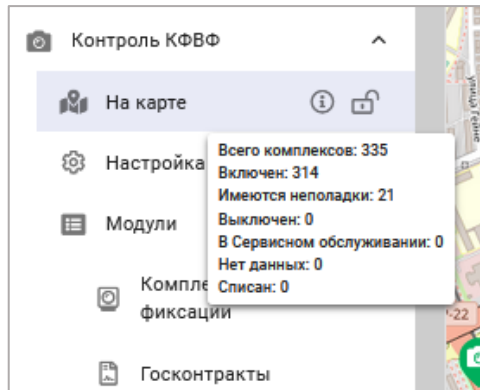 Контроль КФВФ
На карте
Настройка
Всего комплексов: 335
Включен: 314
Имеются неполадки: 21
Выключен: 0
В Сервисном обслуживании: 0
Нет данных: 0
Списан: 0
Модули
Компле
фиксации
Госконтракты
улица Гейне
-22